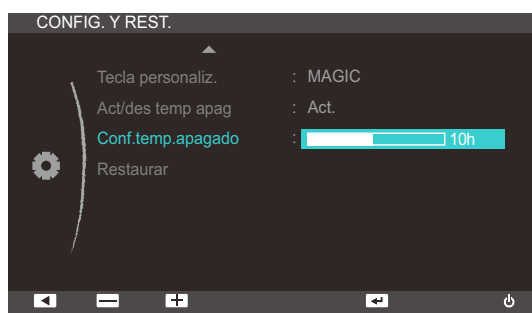 CONFIG. Y REST.
Tecla personaliz. : MAGIC
Act/des temp apag : Act.
Conf.temp.apagado : 10h
Restaurar